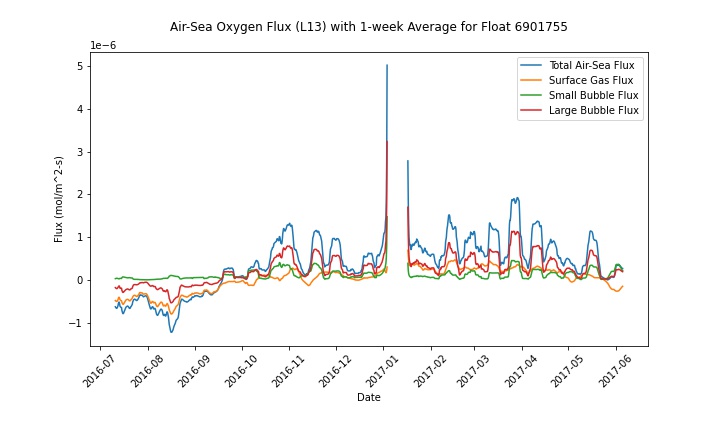 Air-Sea Oxygen Flux (L13) with 1-week Average for Float 6901755
1e−6
Total Air-Sea Flux
Surface Gas Flux
Small Bubble Flux
Large Bubble Flux
5
4
3
2
1
0
−1
Flux (mol/m^2-s)
2016-07
2016-08
2016-09
2016-10
2016-11
2016-12
2017-01
2017-02
2017-03
2017-04
2017-05
2017-06
Date